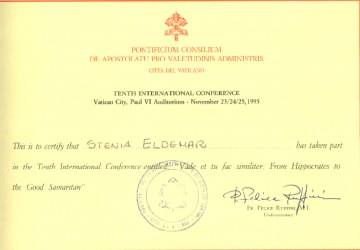 PONTIFICIUM CONSILIUM
DE APOSTOLATU PRO VALETUDINIS ADMINISTRIS
CITTÀ DEL VATICANO
TENTH INTERNATIONAL CONFERENCE
Vatican City, Paul VI Auditorium - November 23/24/25, 1995
This is to certify that STENIA ELDEMAR has taken part
in the Tenth International Conference entitled: "Vade et tu fac similiter: From Hippocrates
to the Good Samaritan"
FR. FELICE RUFFINI, M.I.
Undersecretary